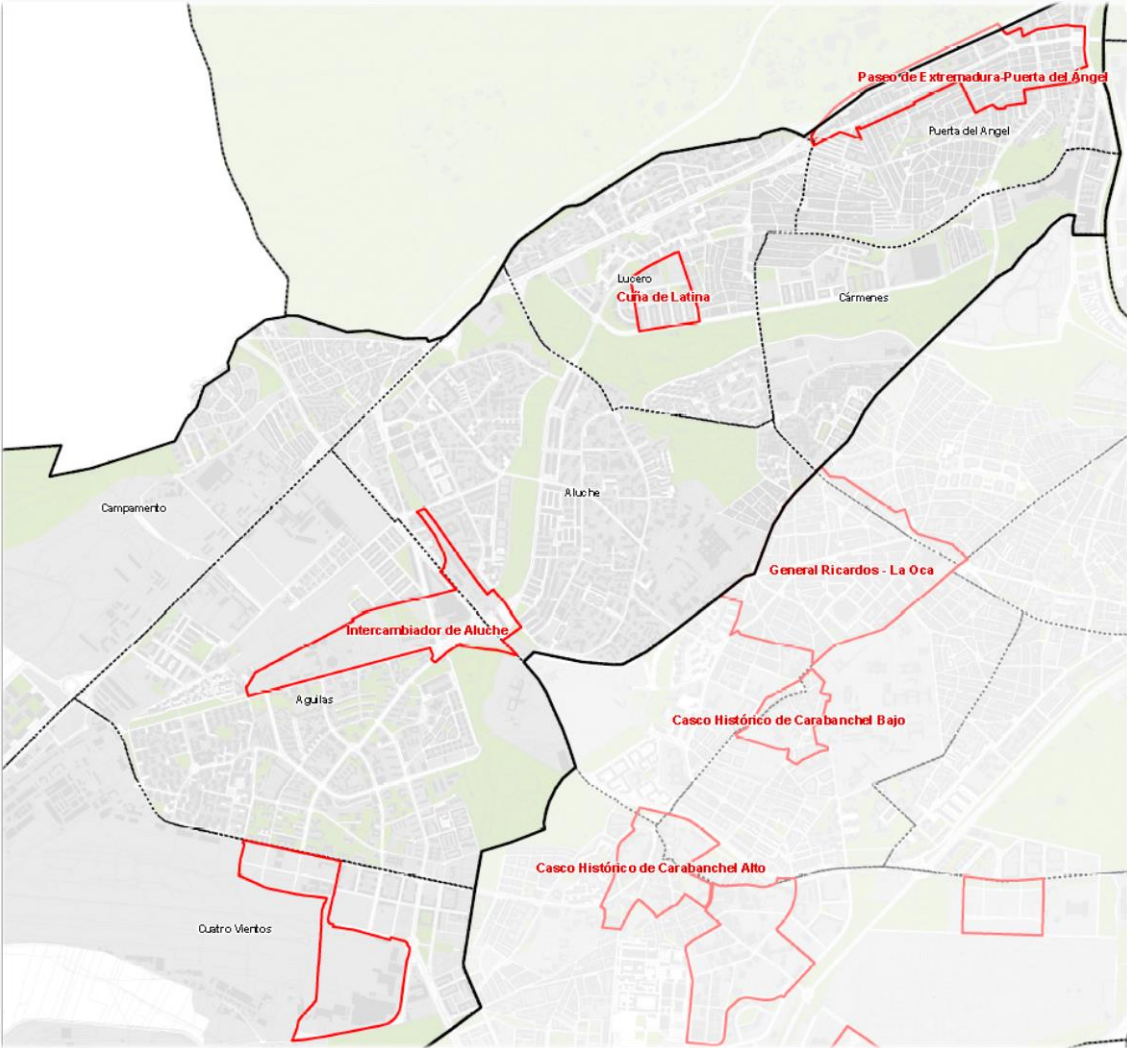 Paseo de Extremadura-Puerta del Ángel
Puerta del Angel
Lucero
Cuña de Latina
Cármenes
Aluche
Campamento
General Ricardos - La Oca
Intercambiador de Aluche
Aguilas
Casco Histórico de Carabanchel Bajo
Casco Histórico de Carabanchel Alto
Cuatro Vientos